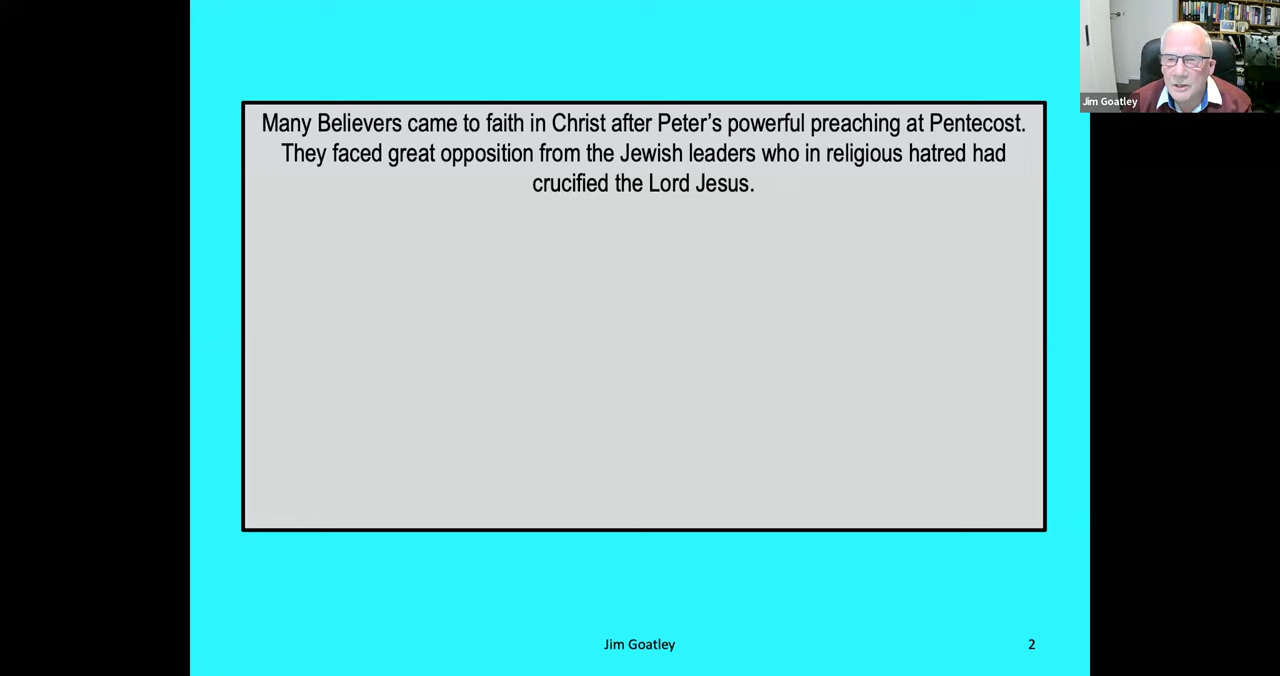 Many Believers came to faith in Christ after Peter’s powerful preaching at Pentecost.
They faced great opposition from the Jewish leaders who in religious hatred had
crucified the Lord Jesus.
Jim Goatley
Jim Goatley
2